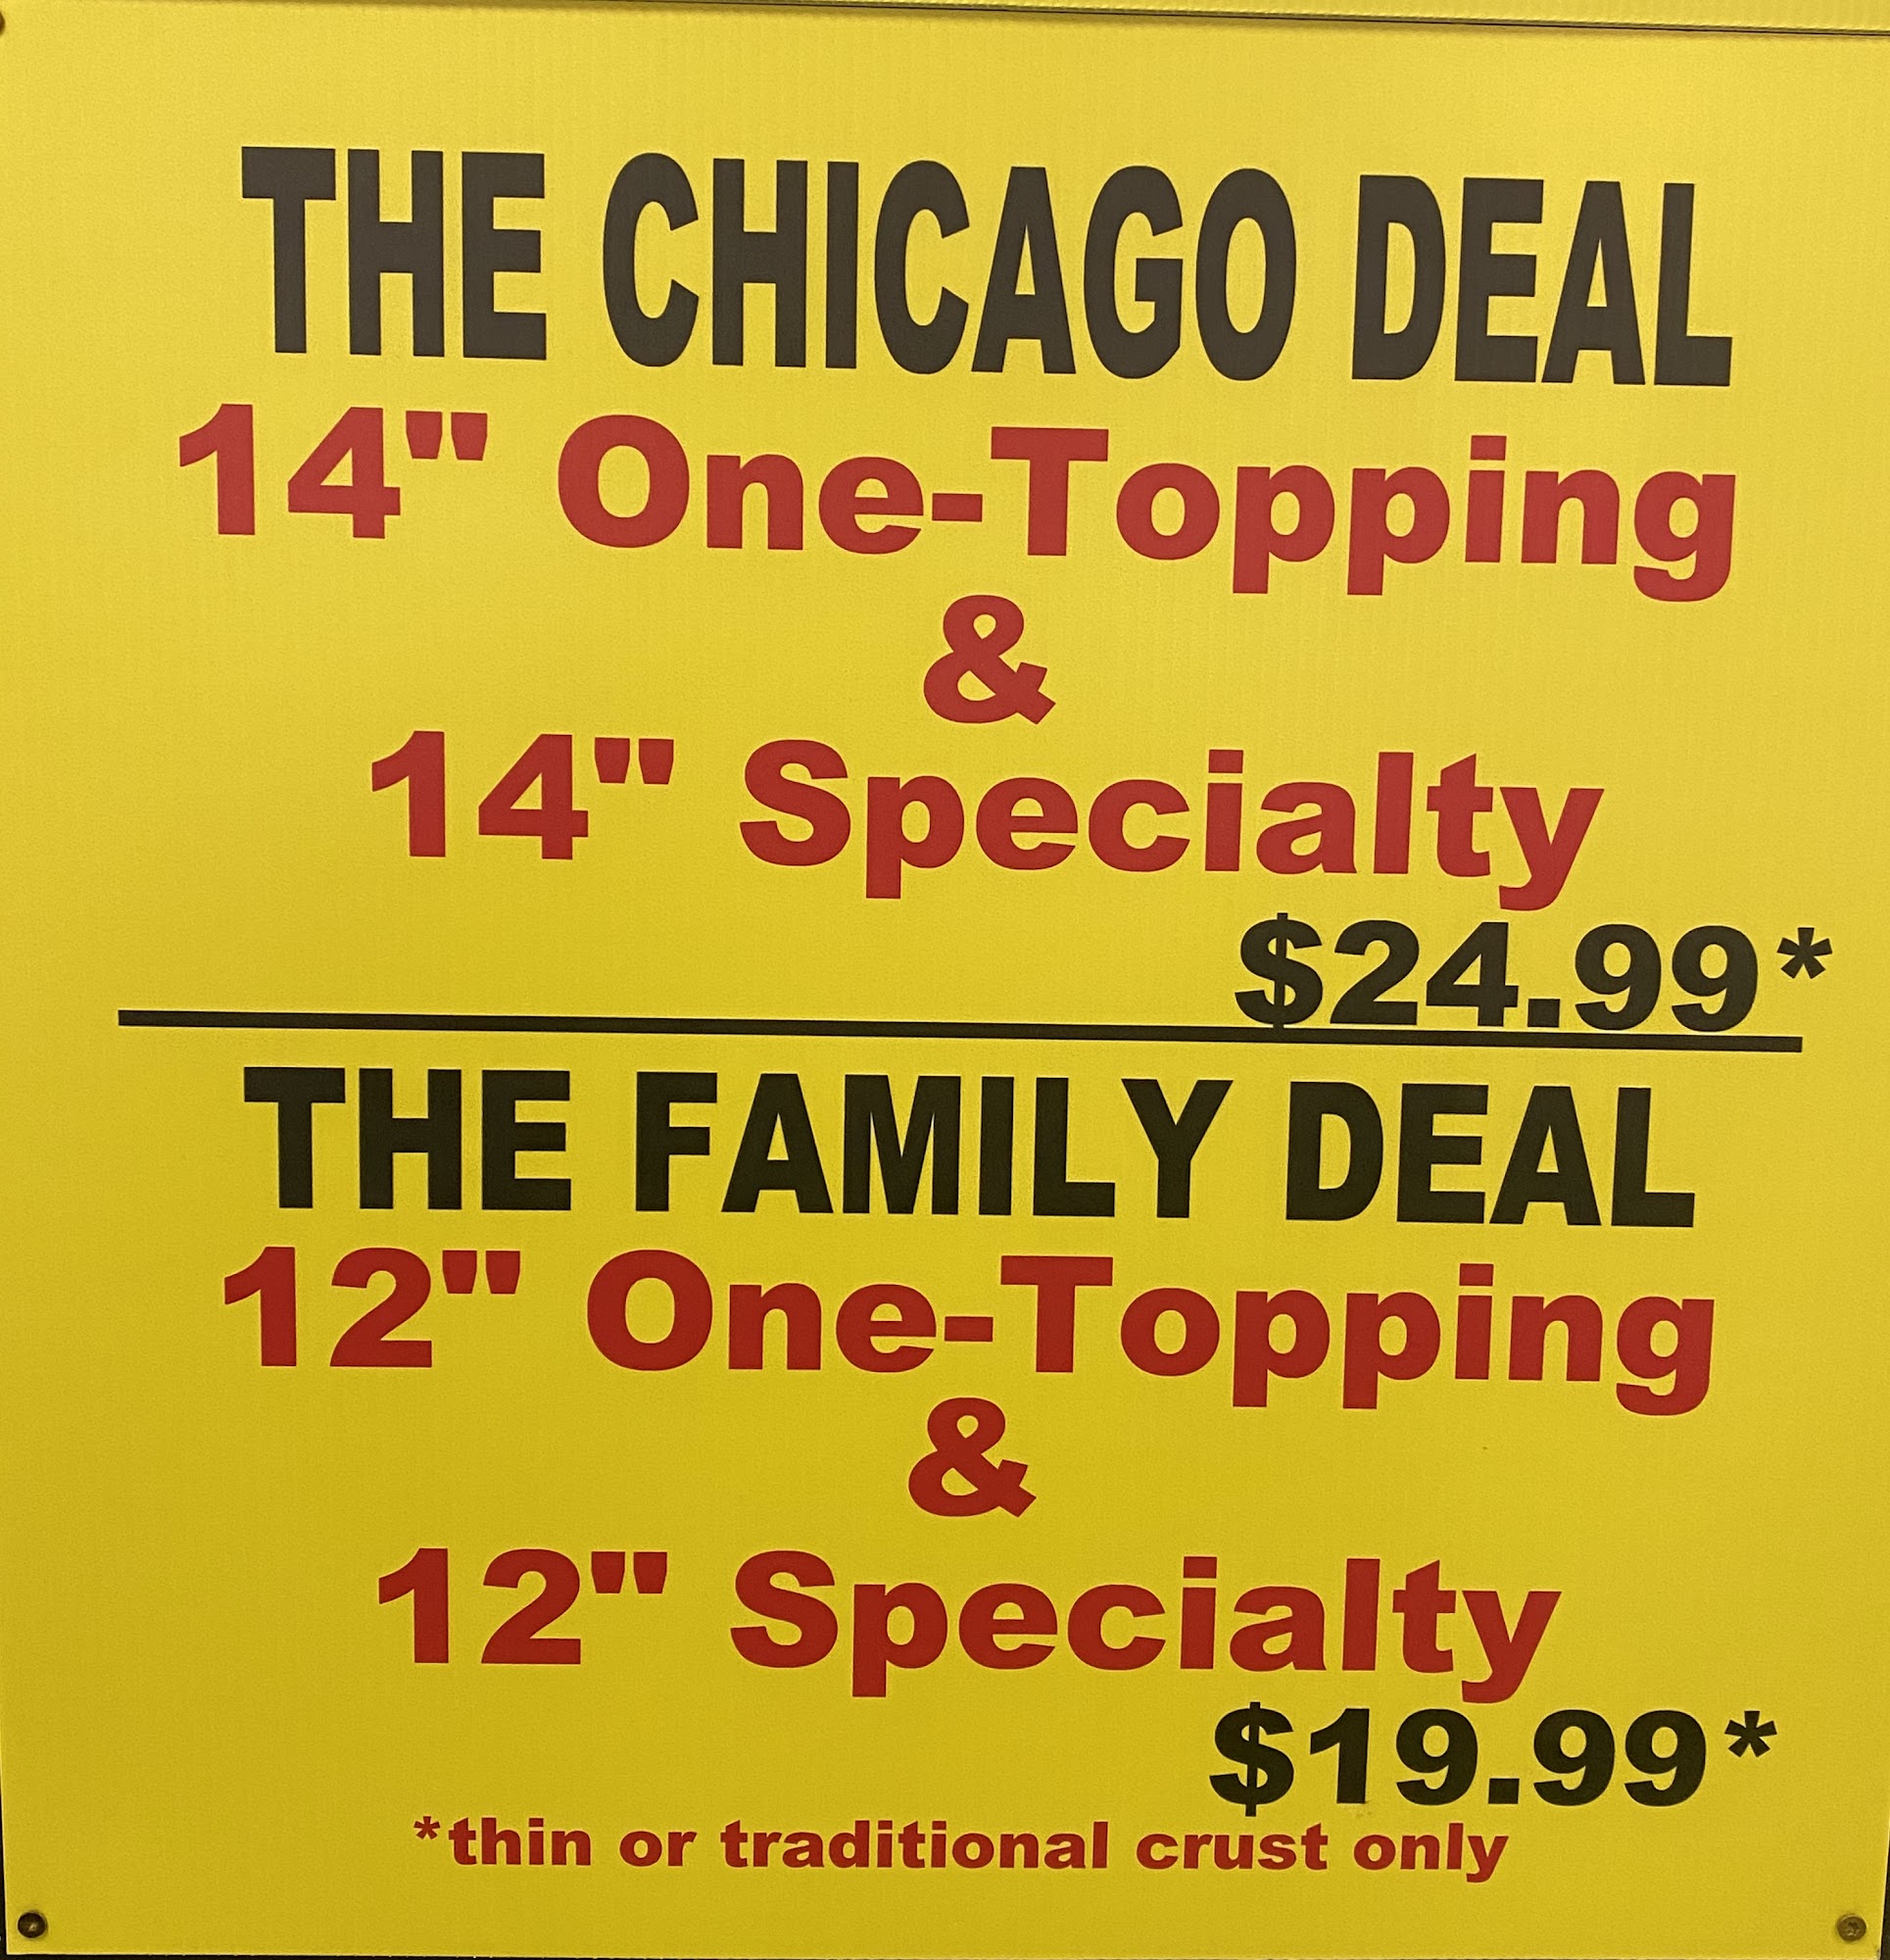 THE CHICAGO DEAL
14" One-Topping
&
14" Specialty
$24.99*
THE FAMILY DEAL
12" One-Topping
&
12" Specialty
$19.99*
*thin or traditional crust only